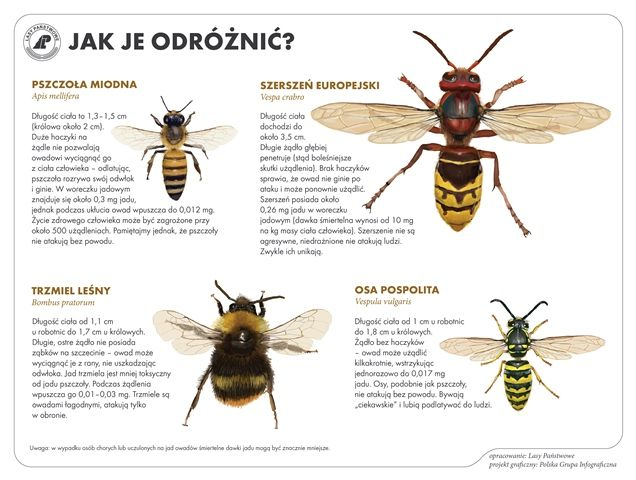 LASY PAŃSTWOWE
JAK JE ODRÓŻNIĆ?
PSZCZOŁA MIODNA
Apis mellifera
Długość ciała to 1,3–1,5 cm
(królowa około 2 cm).
Duże haczyki na
żądle nie pozwalają
owadowi wyciągnąć go
z ciała człowieka – odlatując,
pszczoła rozrywa swój odwłok
i ginie. W woreczku jadowym
znajduje się około 0,3 mg jadu,
jednak podczas ukłucia owad wpuszcza do 0,012 mg.
Życie zdrowego człowieka może być zagrożone przy
około 500 użądleniach. Pamiętajmy jednak, że pszczoły
nie atakują bez powodu.
SZERSZEŃ EUROPEJSKI
Vespa crabro
Długość ciała
dochodzi do
około 3,5 cm.
Długie żądło głębiej
penetruje (stąd boleśniejsze
skutki użądlenia). Brak haczyków
sprawia, że owad nie ginie po
ataku i może ponownie użądlić.
Szerszeń posiada około
0,26 mg jadu w woreczku
jadowym (dawka śmiertelna wynosi od 10 mg
na kg masy ciała człowieka). Szerszenie nie są
agresywne, niedrażnione nie atakują ludzi.
Zwykle ich unikają.
TRZMIEL LEŚNY
Bombus pratorum
Długość ciała od 1,1 cm
u robotnic do 1,7 cm u królowych.
Długie, ostre żądło nie posiada
ząbków na szczecinie – owad może
wyciągnąć je z rany, nie uszkadzając
odwłoka. Jad trzmiela jest mniej toksyczny
od jadu pszczoły. Podczas żądlenia
wpuszcza go 0,01–0,03 mg. Trzmiele są
owadami łagodnymi, atakują tylko
w obronie.
OSA POSPOLITA
Vespula vulgaris
Długość ciała od 1 cm u robotnic
do 1,8 cm u królowych.
Żądło bez haczyków
– owad może użądlić
kilkakrotnie, wstrzykując
jednorazowo do 0,017 mg
jadu. Osy, podobnie jak pszczoły,
nie atakują bez powodu. Bywają
„ciekawskie” i lubią podlatywać do ludzi.
Uwaga: w wypadku osób chorych lub uczulonych na jad owadów śmiertelne dawki jadu mogą być znacznie mniejsze.
opracowanie: Lasy Państwowe
projekt graficzny: Polska Grupa Infograficzna